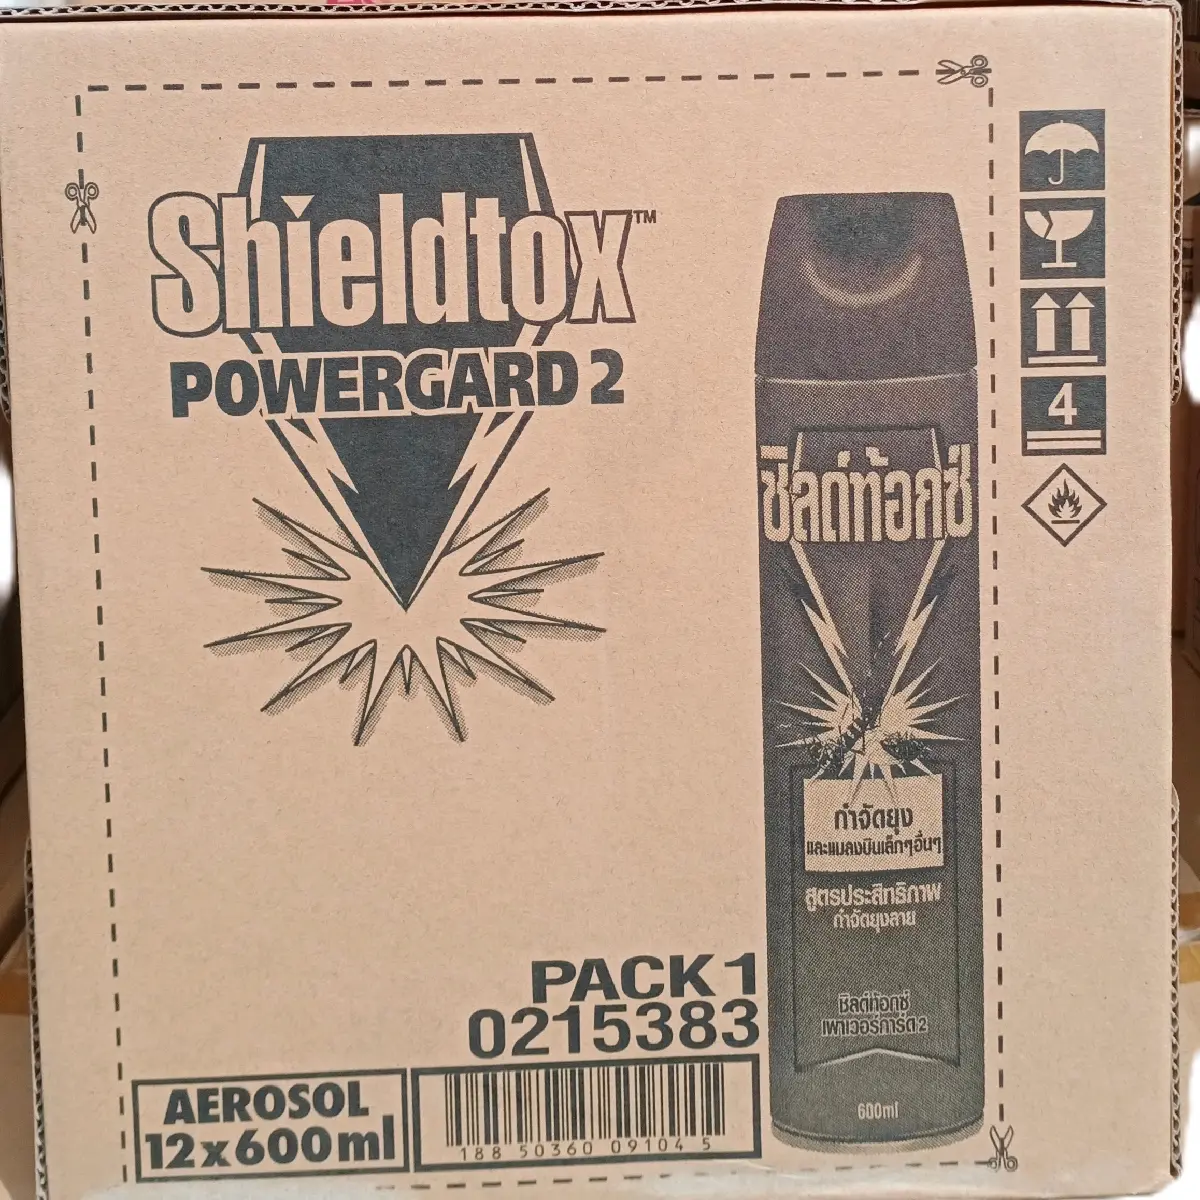 Shieldtox™
POWERGARD 2
4
ชิลด์ท้อกซ์
กำจัดยุง
และแมลงบินเล็กๆอื่นๆ
สูตรประสิทธิภาพ
กำจัดยุงลาย
ชิลด์ท้อกซ์
เพาเวอร์การ์ด 2
600ml
PACK 1
0215383
AEROSOL
12x600ml
188 50360 09104 5